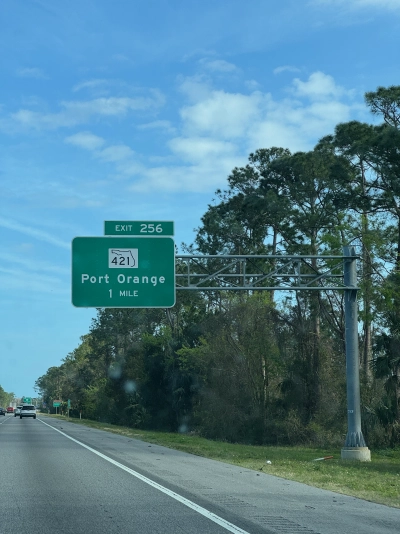 EXIT 256
421
Port Orange
1 MILE